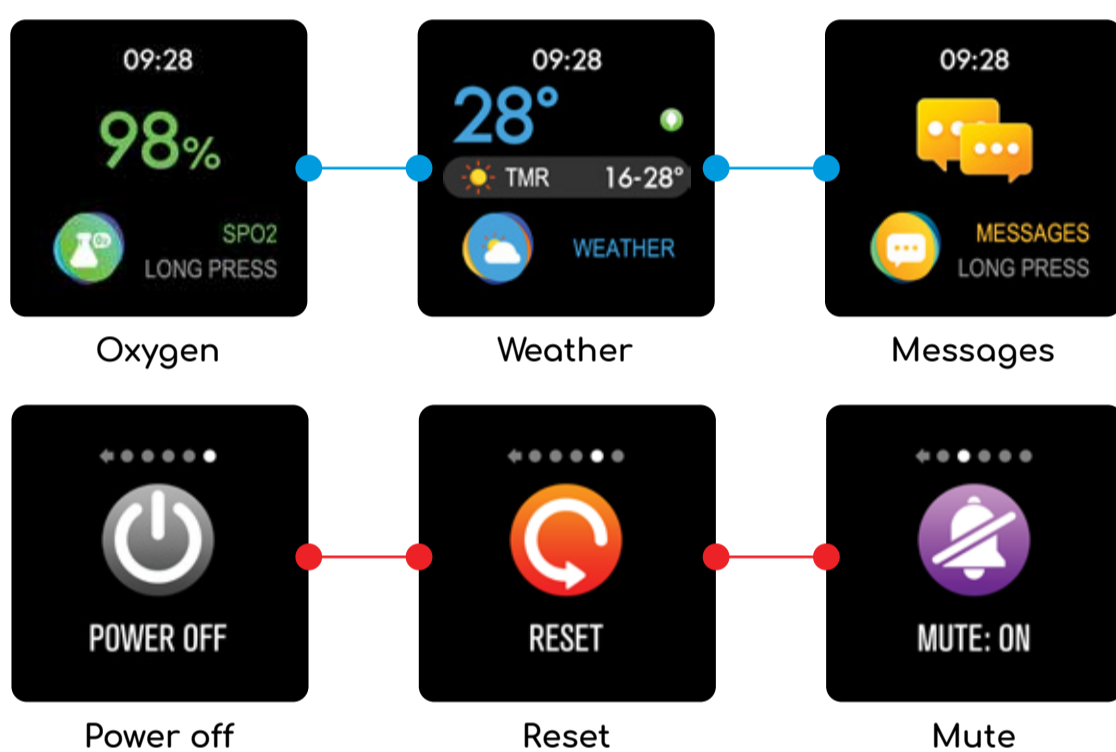 09:28
98%
SPO2
LONG PRESS
Oxygen
09:28
28°
TMR 16-28°
WEATHER
Weather
09:28
MESSAGES
LONG PRESS
Messages
POWER OFF
Power off
RESET
Reset
MUTE: ON
Mute